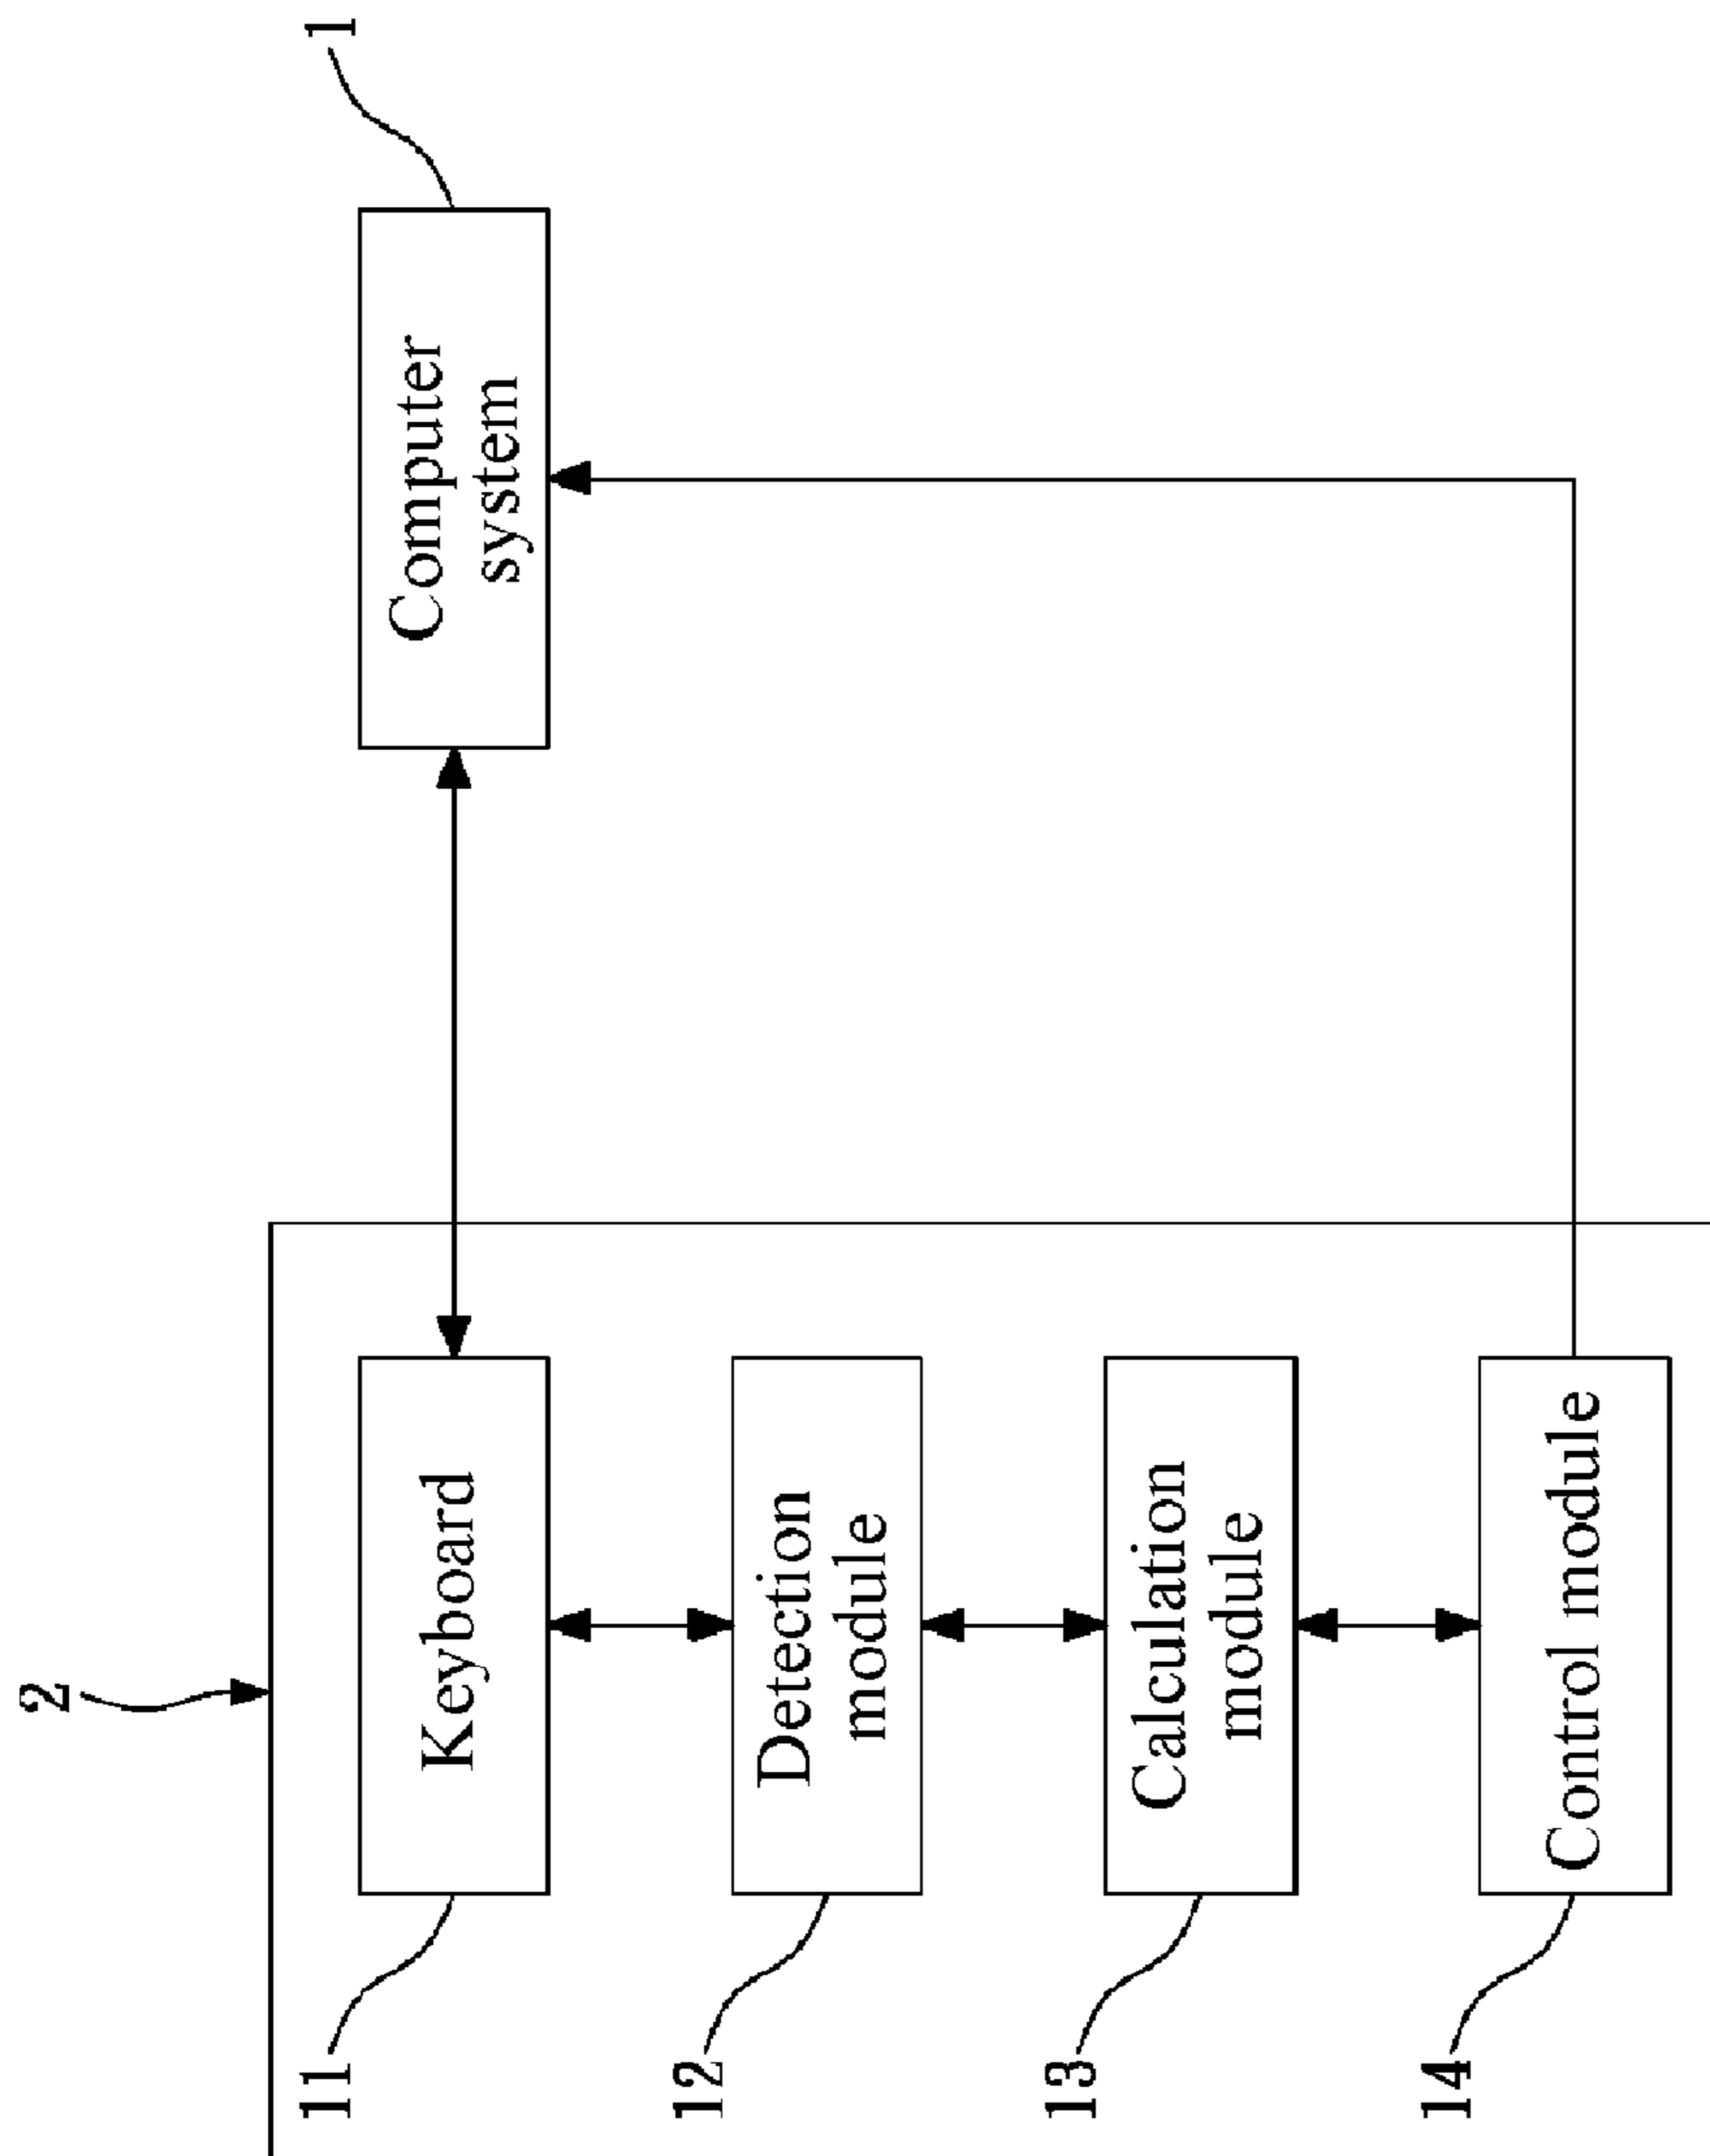 2
1
11
Keyboard
Computer
system
12
Detection
module
13
Calculation
module
14
Control module